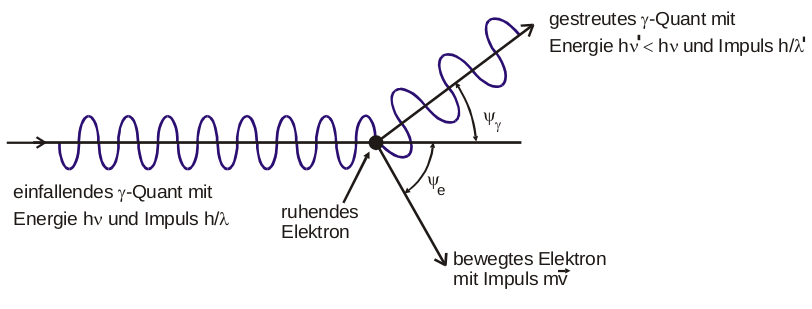 gestreutes γ-Quant mit
Energie hν' < hν und Impuls h/λ'
ψγ
einfallendes γ-Quant mit
Energie hν und Impuls h/λ
ψe
ruhendes
Elektron
bewegtes Elektron
mit Impuls mv⃗